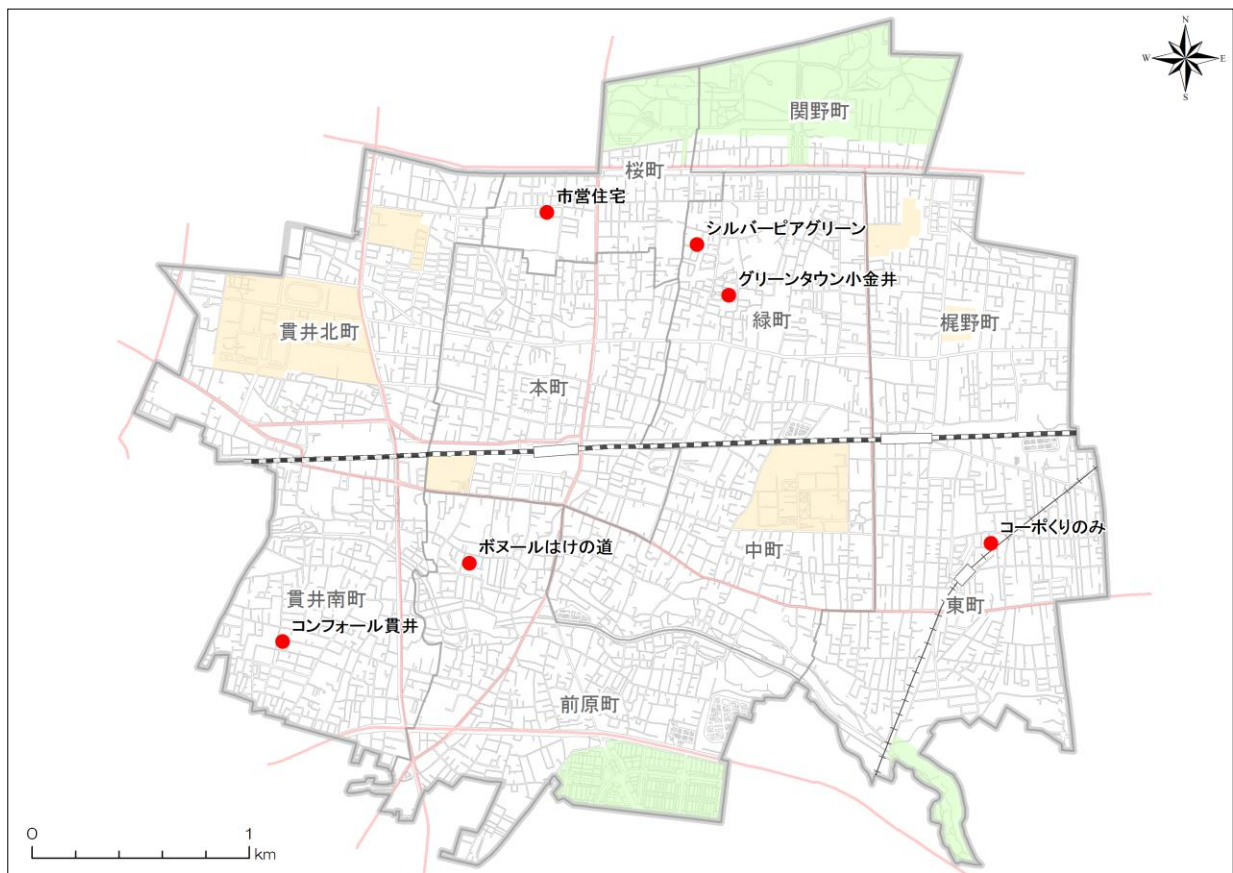 N
W
E
S
関野町
桜町
市営住宅
シルバーピアグリーン
グリーンタウン小金井
緑町
梶野町
貫井北町
本町
コーポくりのみ
ボヌールはけの道
中町
貫井南町
東町
コンフォール貫井
前原町
0
1
km